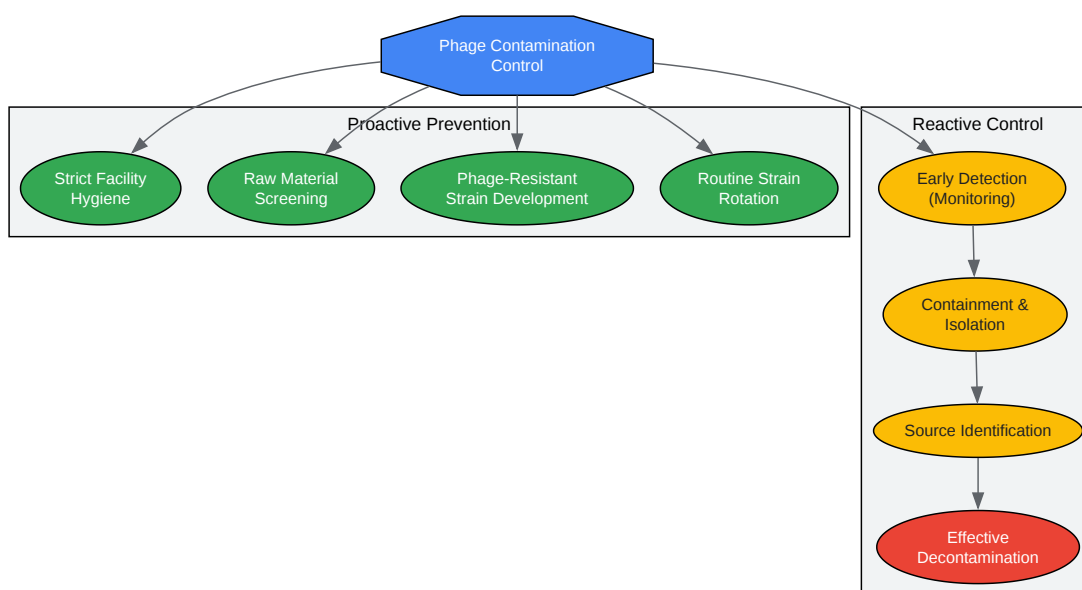 Phage Contamination
Control
Proactive Prevention
Reactive Control
Strict Facility
Hygiene
Raw Material
Screening
Phage-Resistant
Strain Development
Routine Strain
Rotation
Early Detection
(Monitoring)
Containment &
Isolation
Source Identification
Effective
Decontamination